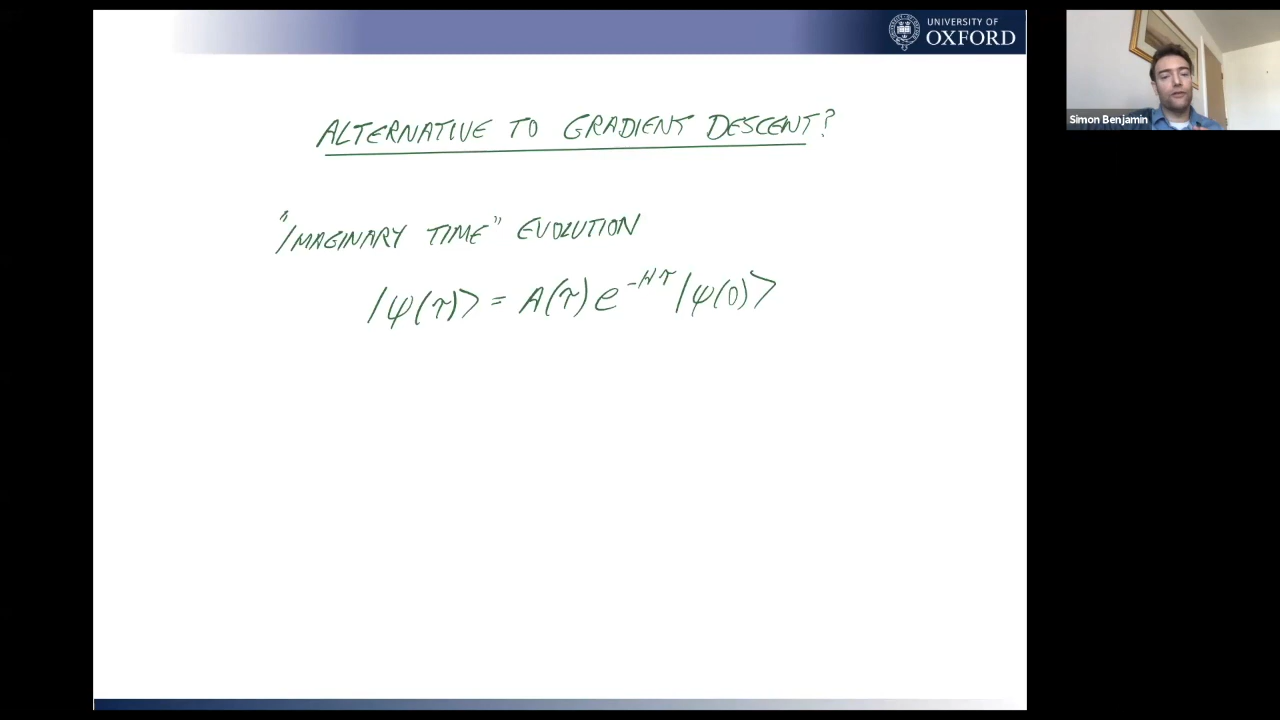 UNIVERSITY OF
OXFORD
Simon Benjamin
ALTERNATIVE TO GRADIENT DESCENT?
"IMAGINARY TIME" EVOLUTION
|ψ(τ)⟩ = A(τ) e^{-Hτ} |ψ(0)⟩